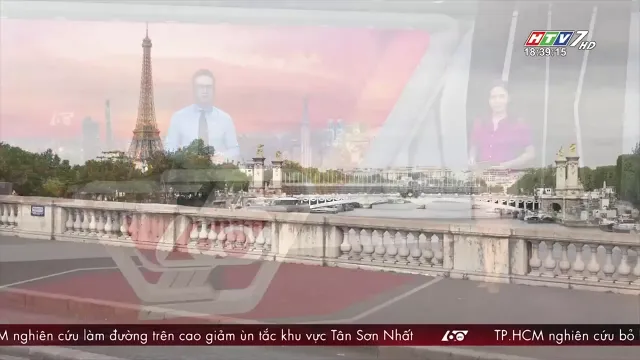 HTV7 HD
18:39:15
M nghiên cứu làm đường trên cao giảm ùn tắc khu vực Tân Sơn Nhất 60 TP.HCM nghiên cứu bỏ